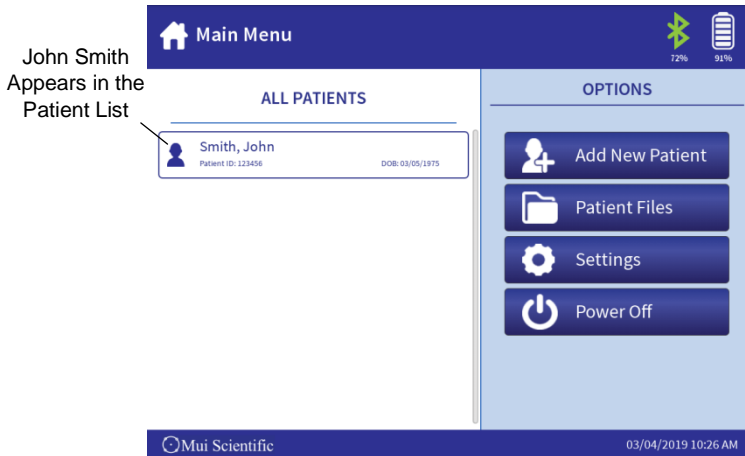 John Smith
Appears in the
Patient List
Main Menu
72%
91%
ALL PATIENTS
Smith, John
Patient ID: 123456
DOB: 03/05/1975
OPTIONS
Add New Patient
Patient Files
Settings
Power Off
Mui Scientific
03/04/2019 10:26 AM